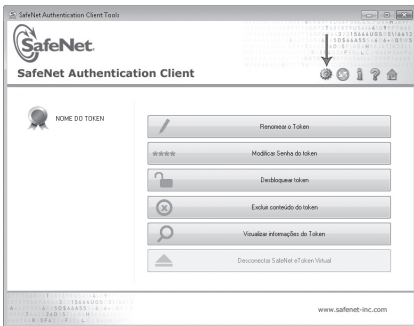 SafeNet Authentication Client Tools
SafeNet.
SafeNet Authentication Client
NOME DO TOKEN
Renomear o Token
**** Modificar Senha do token
Desbloquear token
Excluir conteúdo do token
Visualizar informações do Token
Desconectar SafeNet eToken Virtual
www.safenet-inc.com